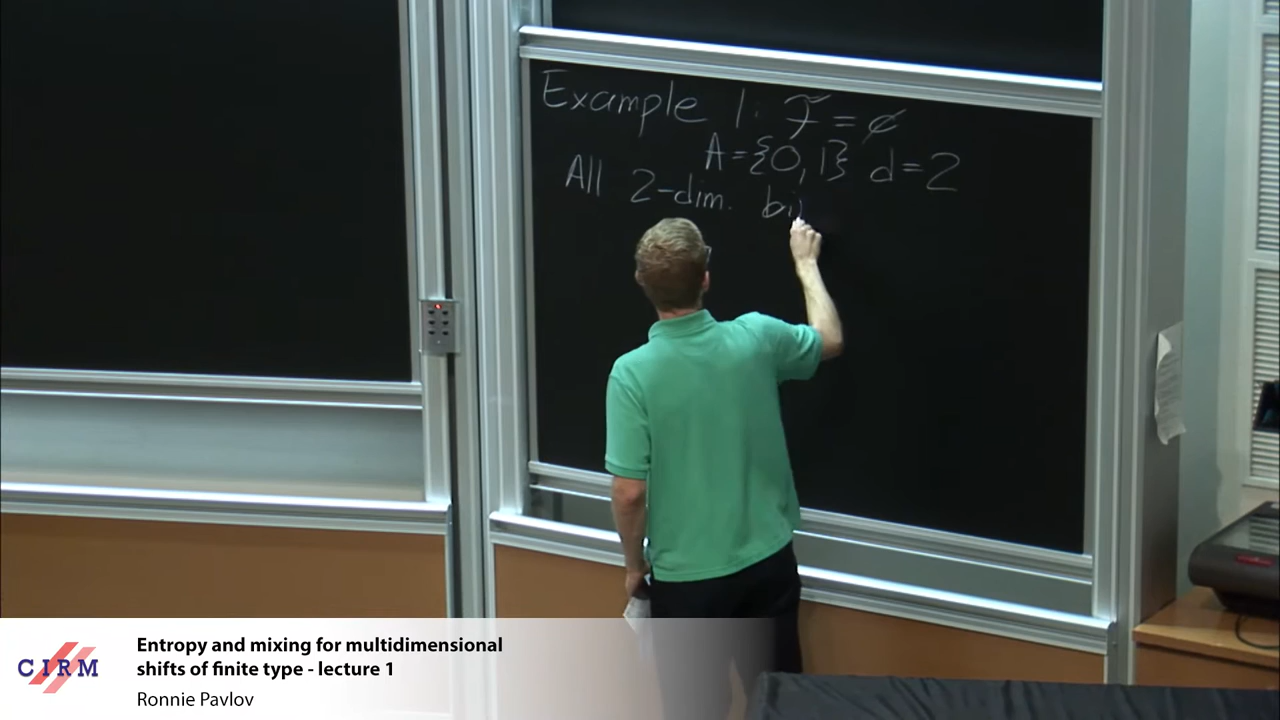 Example 1: F = ∅
A = {0, 1} d = 2
All 2-dim. bi
CIRM
Entropy and mixing for multidimensional
shifts of finite type - lecture 1
Ronnie Pavlov